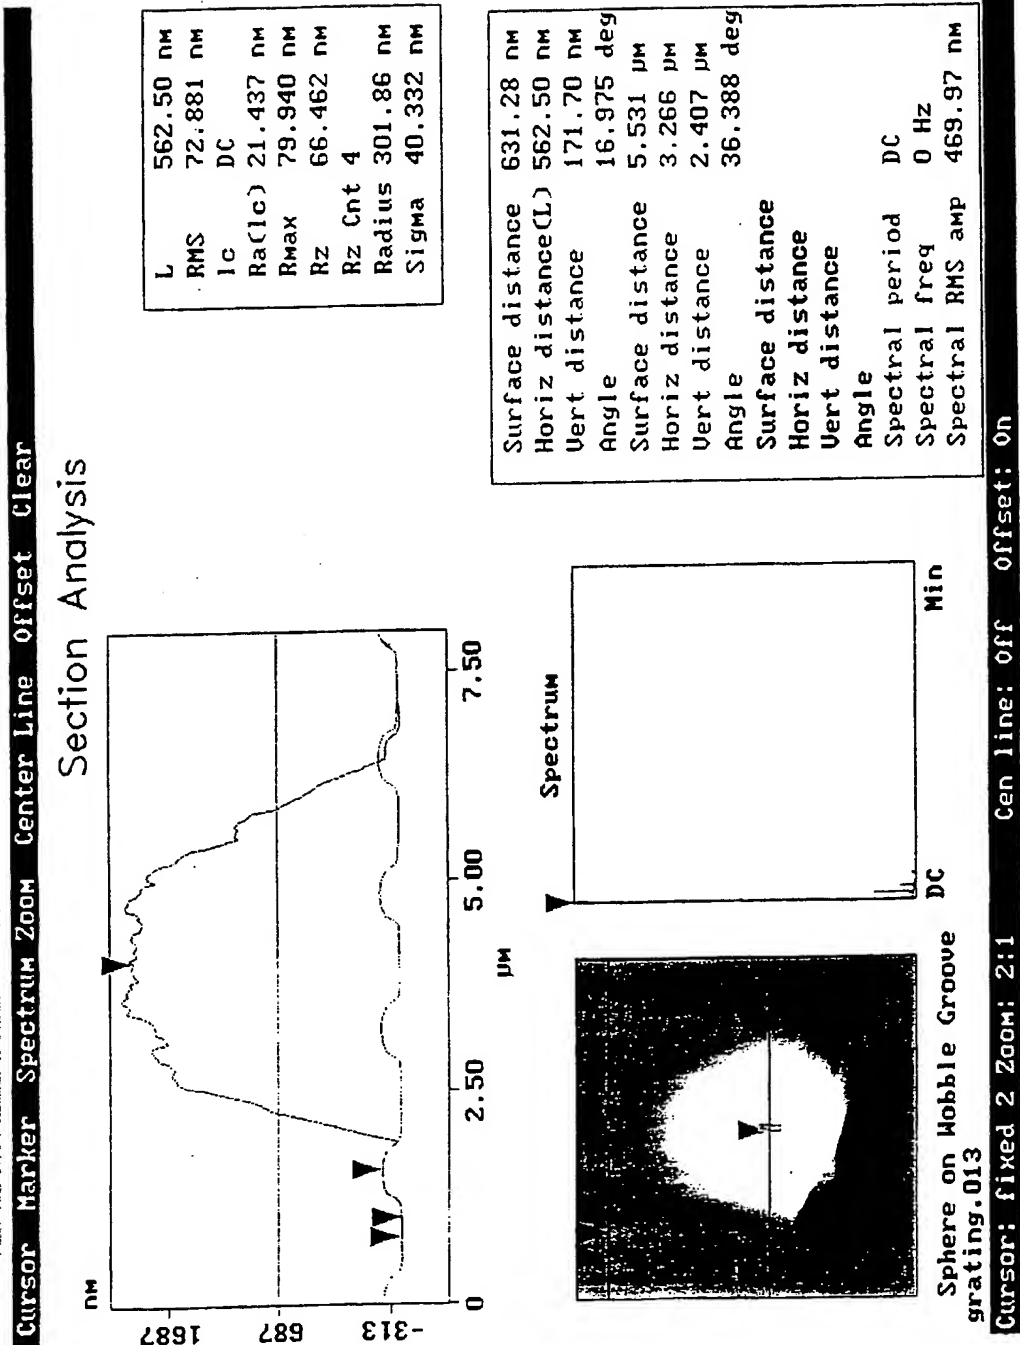 Cursor Marker Spectrum Zoom Center Line Offset Clear
Section Analysis
nM
1687
687
-313
0
2.50
5.00
7.50
µM
L 562.50 nM
RMS 72.881 nM
lc DC
Ra(lc) 21.437 nM
RMax 79.940 nM
Rz 66.462 nM
Rz Cnt 4
Radius 301.86 nM
SigMa 40.332 nM
Spectrum
DC
Min
Surface distance 631.28 nM
Horiz distance(L) 562.50 nM
Vert distance 171.70 nM
Angle 16.975 deg
Surface distance 5.531 µM
Horiz distance 3.266 µM
Vert distance 2.407 µM
Angle 36.388 deg
Surface distance
Horiz distance
Vert distance
Angle
Spectral period DC
Spectral freq 0 Hz
Spectral RMS aMp 469.97 nM
Sphere on Wobble Groove
grating.013
Cursor: fixed 2 Zoom: 2:1 Cen line: Off Offset: On